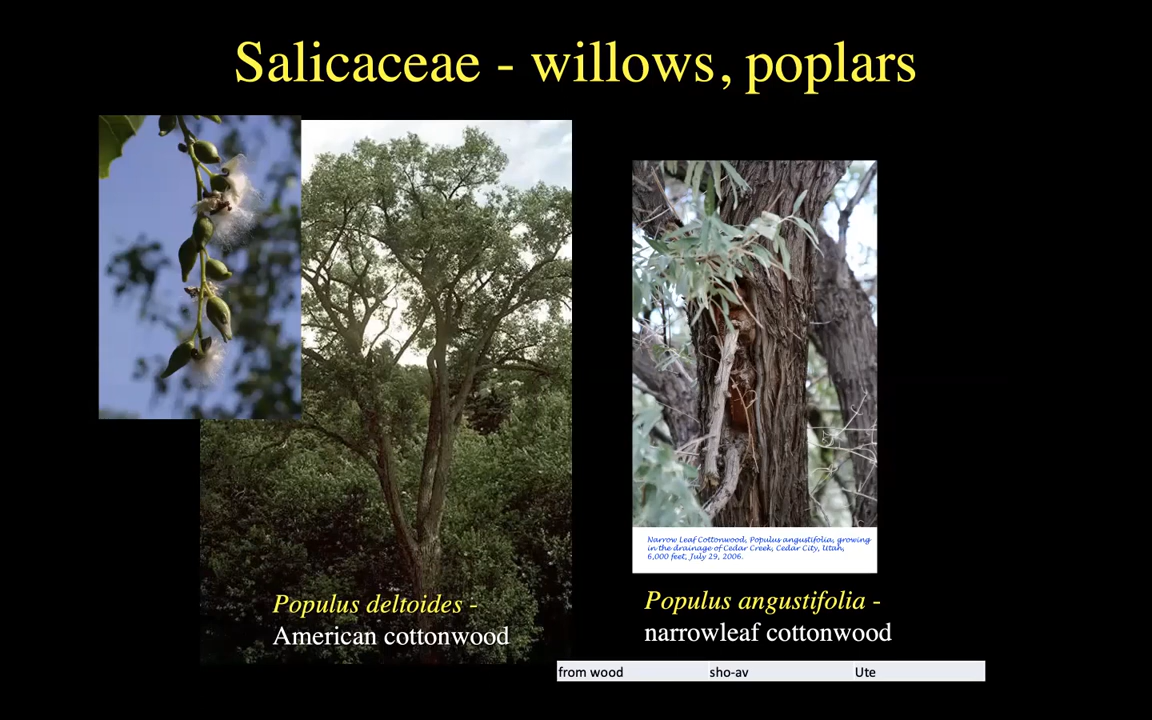 Salicaceae - willows, poplars
Narrow Leaf Cottonwood, Populus angustifolia, growing
in the drainage of Cedar Creek, Cedar City, Utah,
6,000 feet, July 29, 2006.
Populus deltoides -
American cottonwood
Populus angustifolia -
narrowleaf cottonwood
from wood sho-av Ute